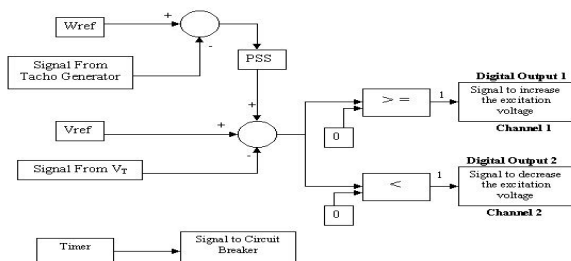 Wref
+
-
Signal From
Tacho Generator
PSS
+
Vref
+
-
Signal From VT
> =
0
1
Digital Output 1
Signal to increase
the excitation
voltage
Channel 1
<
0
1
Digital Output 2
Signal to decrease
the excitation
voltage
Channel 2
Timer
Signal to Circuit
Breaker